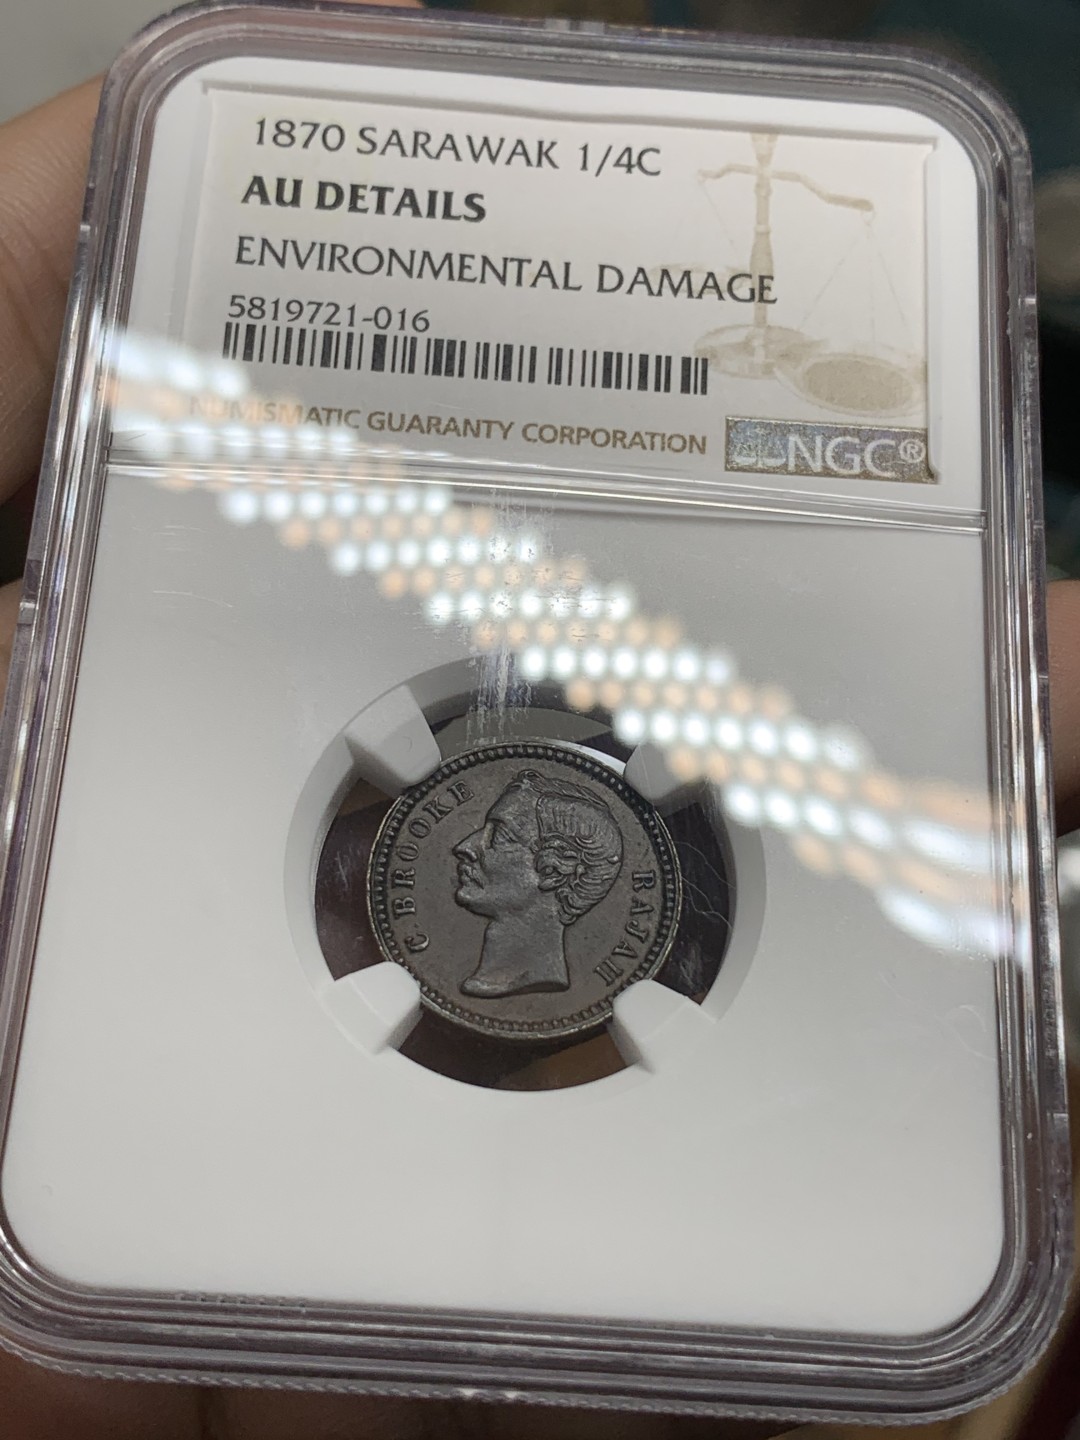 1870 SARAWAK 1/4C
AU DETAILS
ENVIRONMENTAL DAMAGE
5819721-016
NUMISMATIC GUARANTY CORPORATION
NGC®
C. BROOKE RAJAH